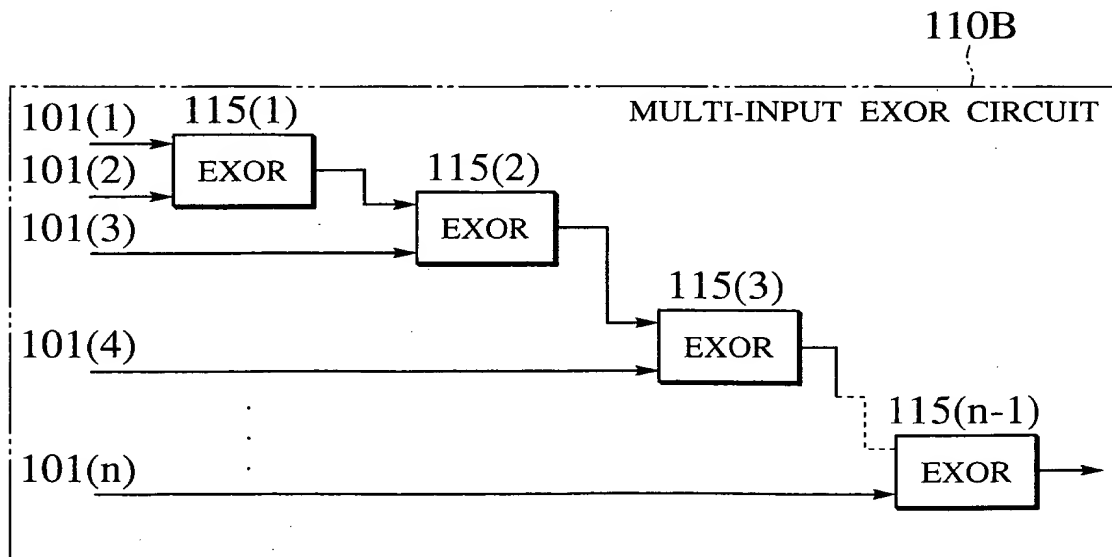 110B
MULTI-INPUT EXOR CIRCUIT
101(1)
115(1)
EXOR
101(2)
115(2)
EXOR
101(3)
115(3)
EXOR
101(4)
115(n-1)
EXOR
101(n)